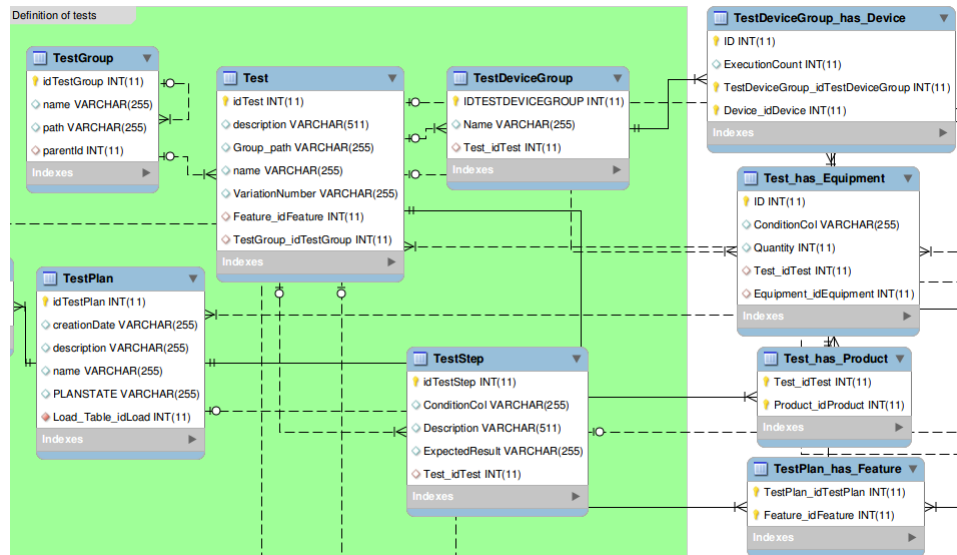 Definition of tests
TestGroup
idTestGroup INT(11)
name VARCHAR(255)
path VARCHAR(255)
parentId INT(11)
Indexes
Test
idTest INT(11)
description VARCHAR(511)
Group_path VARCHAR(255)
name VARCHAR(255)
VariationNumber VARCHAR(255)
Feature_idFeature INT(11)
TestGroup_idTestGroup INT(11)
Indexes
TestDeviceGroup
IDTESTDEVICEGROUP INT(11)
Name VARCHAR(255)
Test_idTest INT(11)
Indexes
TestDeviceGroup_has_Device
ID INT(11)
ExecutionCount INT(11)
TestDeviceGroup_idTestDeviceGroup INT(11)
Device_idDevice INT(11)
Indexes
Test_has_Equipment
ID INT(11)
ConditionCol VARCHAR(255)
Quantity INT(11)
Test_idTest INT(11)
Equipment_idEquipment INT(11)
Indexes
TestPlan
idTestPlan INT(11)
creationDate VARCHAR(255)
description VARCHAR(255)
name VARCHAR(255)
PLANSTATE VARCHAR(255)
Load_Table_idLoad INT(11)
Indexes
TestStep
idTestStep INT(11)
ConditionCol VARCHAR(255)
Description VARCHAR(511)
ExpectedResult VARCHAR(255)
Test_idTest INT(11)
Indexes
Test_has_Product
Test_idTest INT(11)
Product_idProduct INT(11)
Indexes
TestPlan_has_Feature
TestPlan_idTestPlan INT(11)
Feature_idFeature INT(11)
Indexes